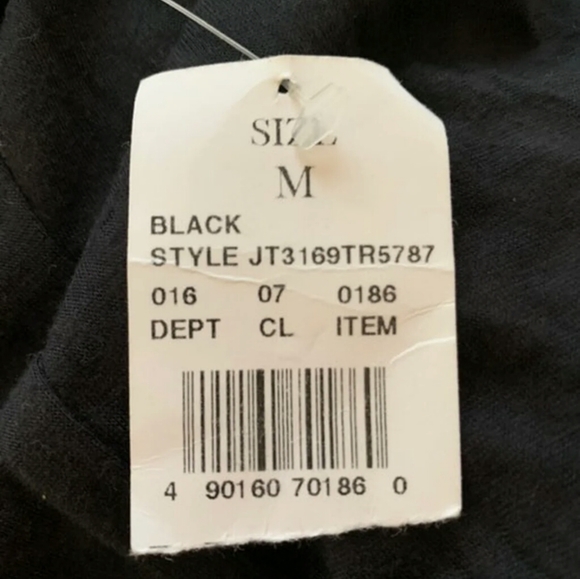 SIZE
M
BLACK
STYLE JT3169TR5787
016 07 0186
DEPT CL ITEM
4 90160 70186 0